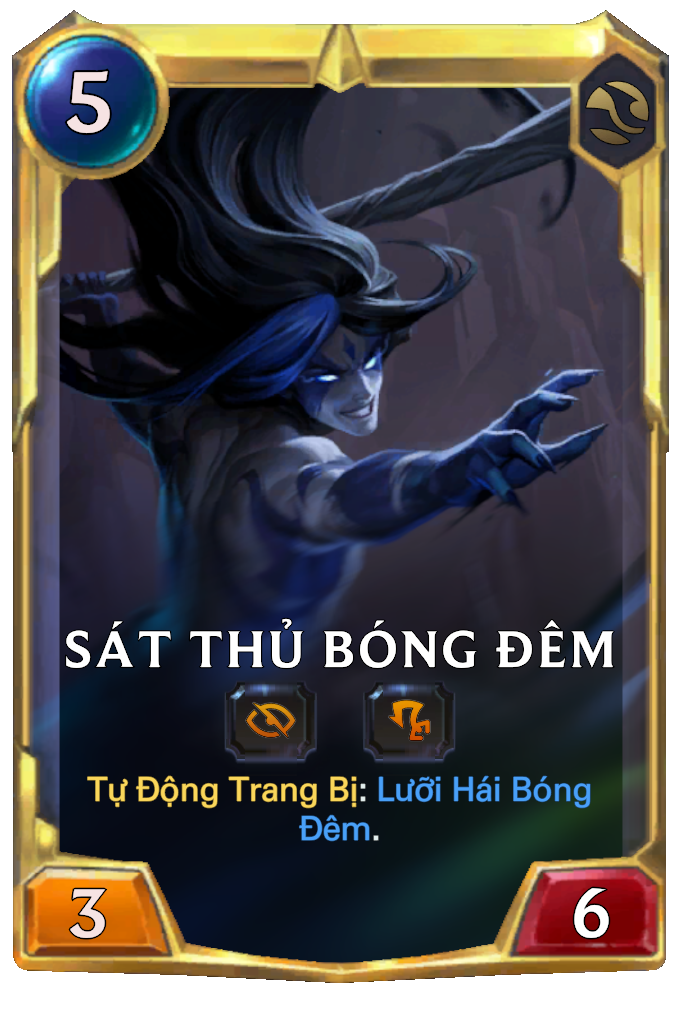 5
SÁT THỦ BÓNG ĐÊM
Tự Động Trang Bị: Lưỡi Hái Bóng
Đêm.
3
6